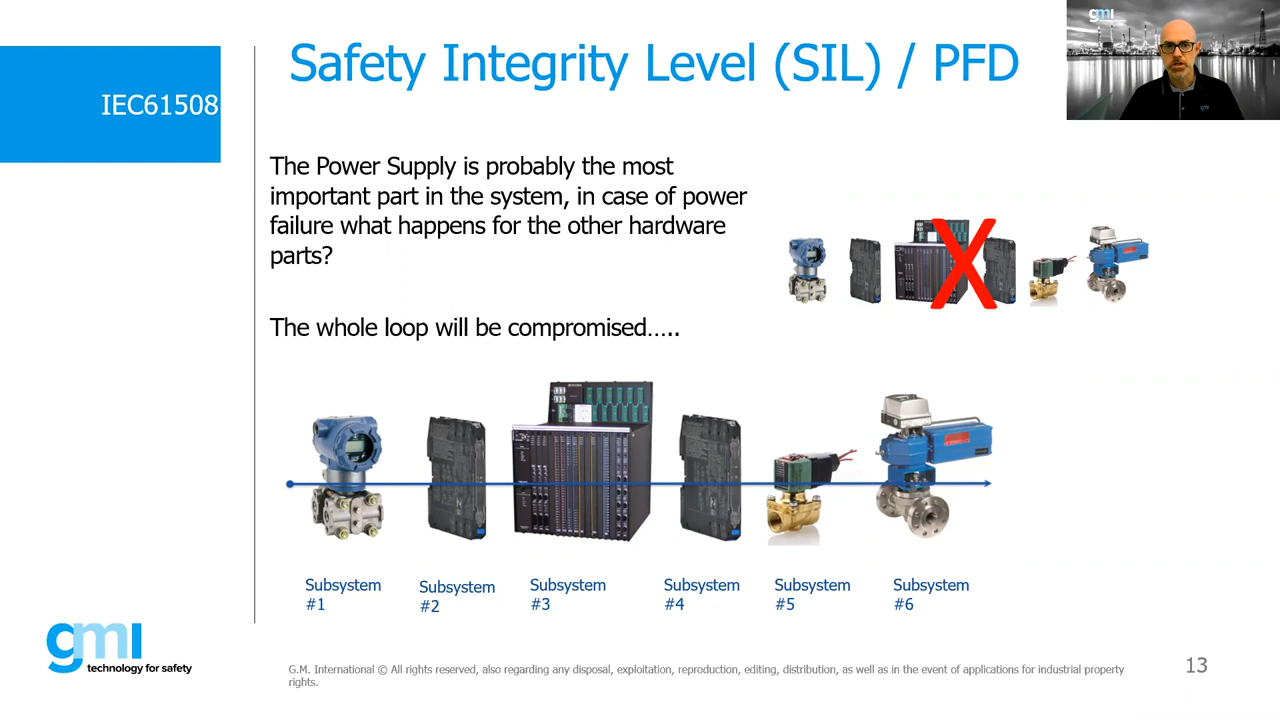 Safety Integrity Level (SIL) / PFD
gmi
IEC61508
The Power Supply is probably the most
important part in the system, in case of power
failure what happens for the other hardware
parts?
X
The whole loop will be compromised…..
Subsystem
#1
Subsystem
#2
Subsystem
#3
Subsystem
#4
Subsystem
#5
Subsystem
#6
gmi
technology for safety
G.M. International © All rights reserved, also regarding any disposal, exploitation, reproduction, editing, distribution, as well as in the event of applications for industrial property
rights.
13